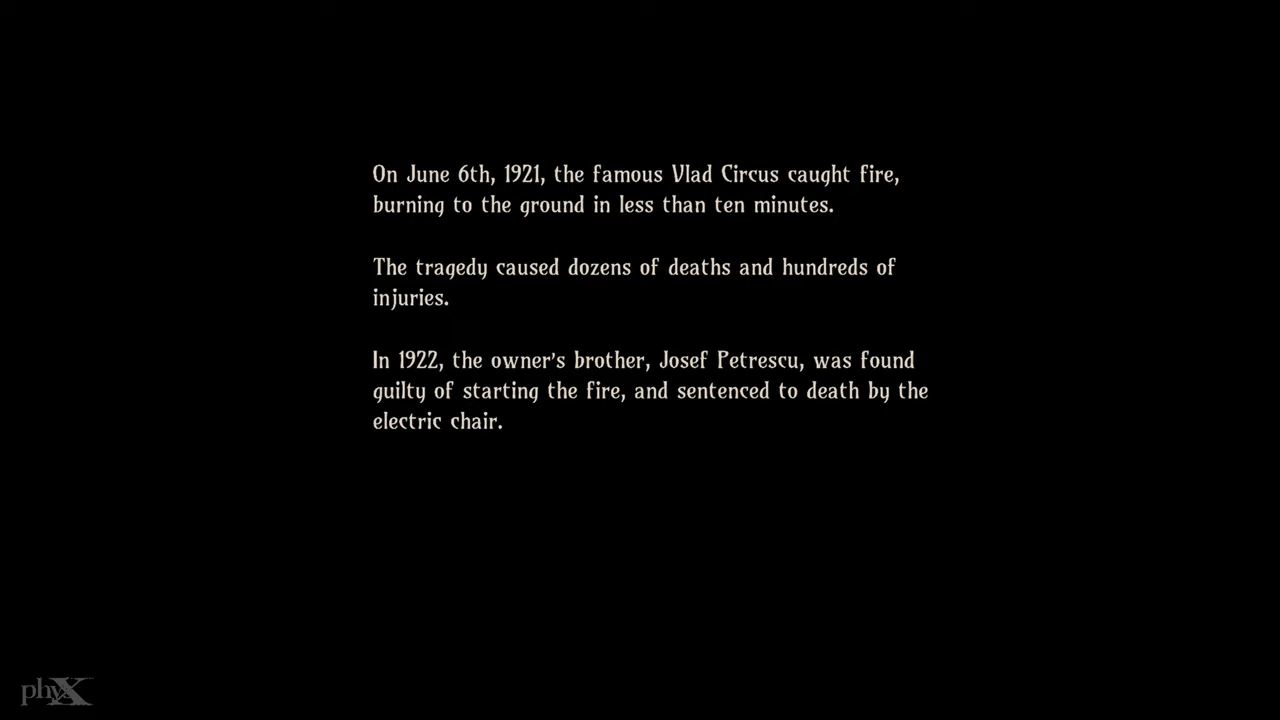 On June 6th, 1921, the famous Vlad Circus caught fire,
burning to the ground in less than ten minutes.
The tragedy caused dozens of deaths and hundreds of
injuries.
In 1922, the owner's brother, Josef Petrescu, was found
guilty of starting the fire, and sentenced to death by the
electric chair.
physX